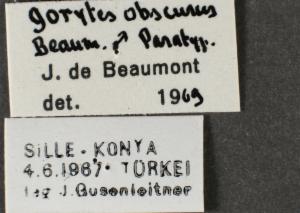 gorytes obscurus
Beaum. ♂ Paratyp.
J. de Beaumont
det. 1969
SiLLE - KONYA
4.6.1967 TÜRKEI
leg J. Gusenleitner